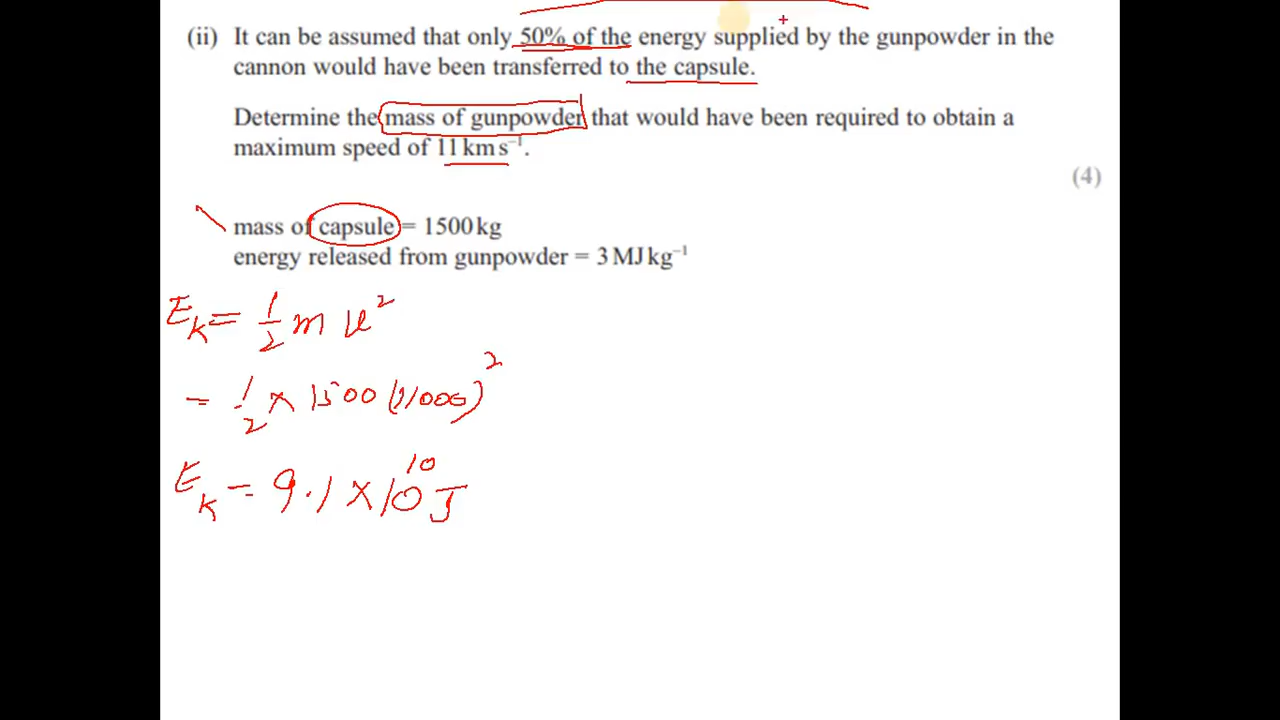 (ii) It can be assumed that only 50% of the energy supplied by the gunpowder in the
cannon would have been transferred to the capsule.
Determine the mass of gunpowder that would have been required to obtain a
maximum speed of 11 km s⁻¹.
(4)
mass of capsule = 1500 kg
energy released from gunpowder = 3 MJ kg⁻¹
E_K = 1/2 m v²
= 1/2 × 1500 (11000)²
E_K = 9.1 × 10¹⁰ J